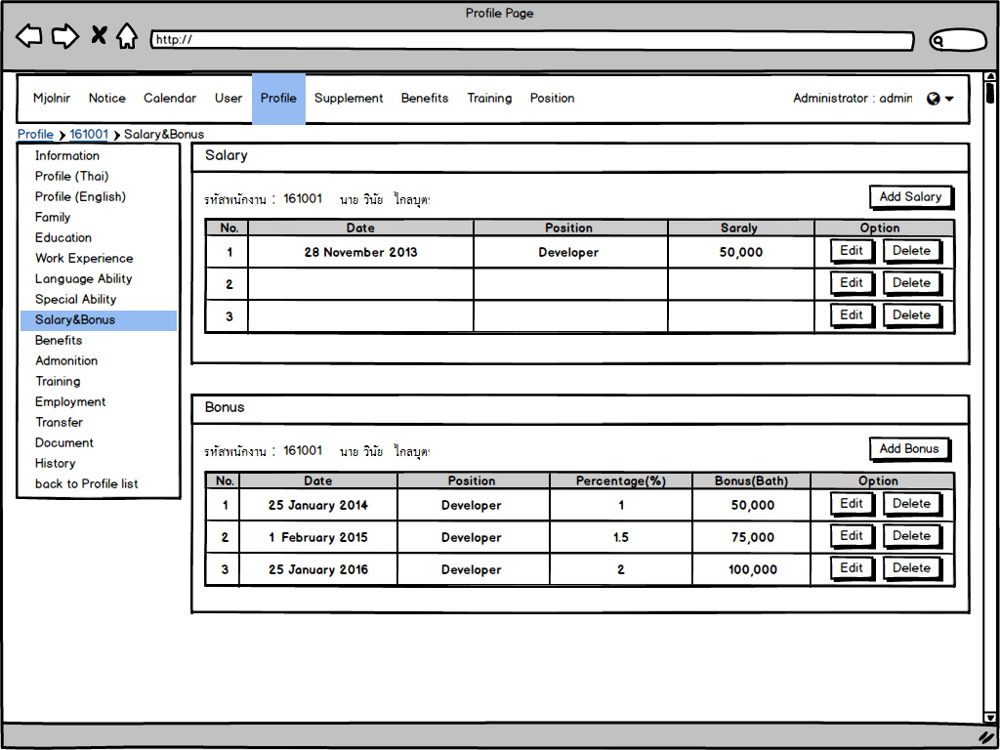 Profile Page
http://
Mjolnir Notice Calendar User Profile Supplement Benefits Training Position Administrator : admin
Profile 161001 Salary&Bonus
Information
Profile (Thai)
Profile (English)
Family
Education
Work Experience
Language Ability
Special Ability
Salary&Bonus
Benefits
Admonition
Training
Employment
Transfer
Document
History
back to Profile list
Salary
รหัสพนักงาน : 161001 นาย วินัย ไกลบุตร
Add Salary
No. Date Position Saraly Option
1 28 November 2013 Developer 50,000 Edit Delete
2 Edit Delete
3 Edit Delete
Bonus
รหัสพนักงาน : 161001 นาย วินัย ไกลบุตร
Add Bonus
No. Date Position Percentage(%) Bonus(Bath) Option
1 25 January 2014 Developer 1 50,000 Edit Delete
2 1 February 2015 Developer 1.5 75,000 Edit Delete
3 25 January 2016 Developer 2 100,000 Edit Delete